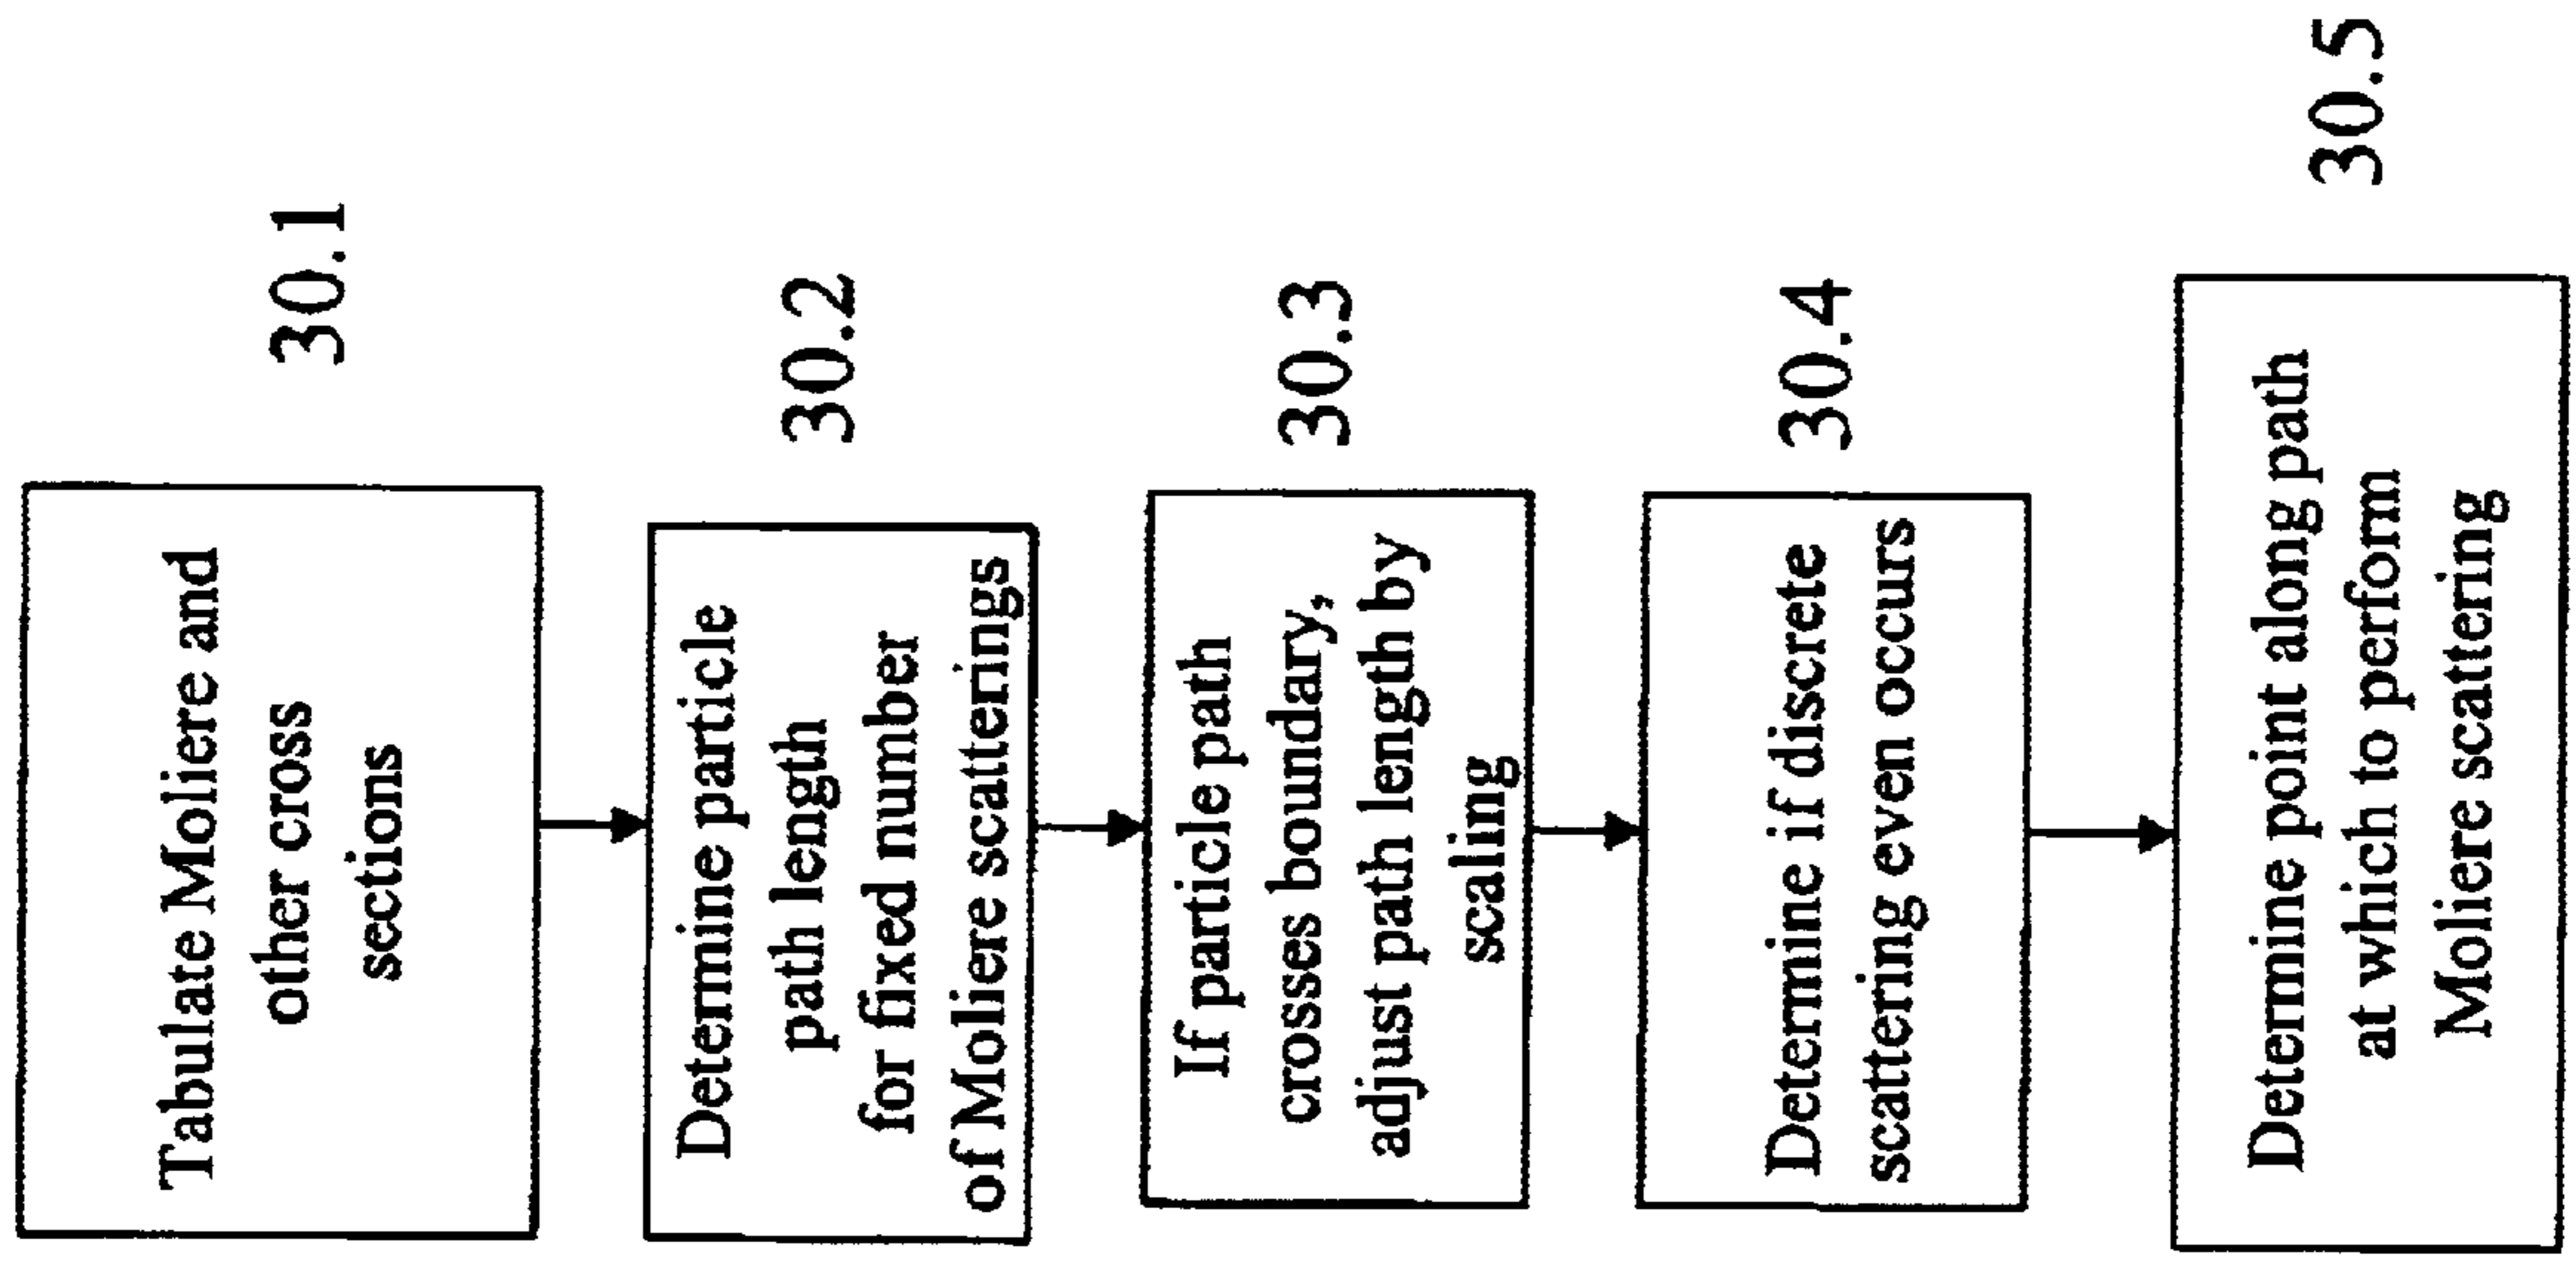 Tabulate Moliere and
other cross
sections
30.1
Determine particle
path length
for fixed number
of Moliere scatterings
30.2
If particle path
crosses boundary,
adjust path length by
scaling
30.3
Determine if discrete
scattering even occurs
30.4
Determine point along path
at which to perform
Moliere scattering
30.5